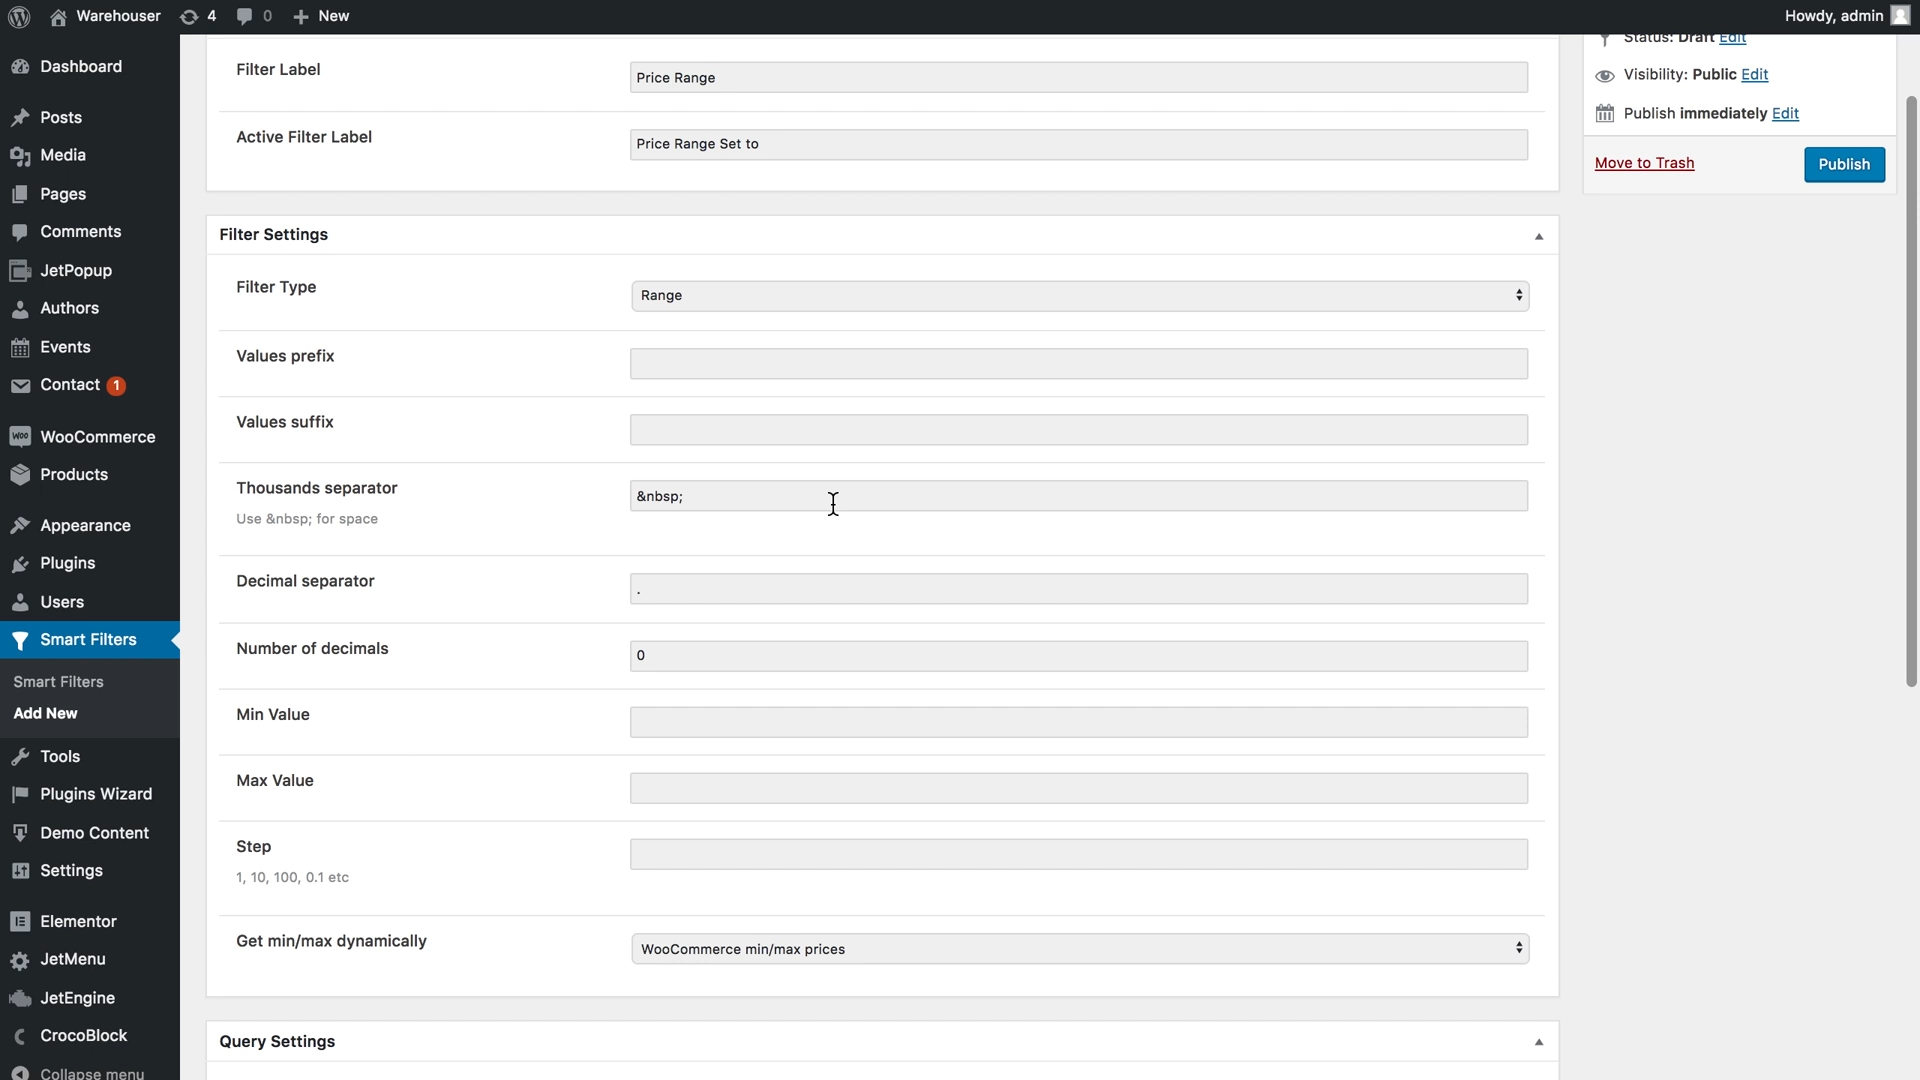 Warehouser
4
0
New
Howdy, admin
Dashboard
Posts
Media
Pages
Comments
JetPopup
Authors
Events
Contact 1
WooCommerce
Products
Appearance
Plugins
Users
Smart Filters
Smart Filters
Add New
Tools
Plugins Wizard
Demo Content
Settings
Elementor
JetMenu
JetEngine
CrocoBlock
Collapse menu
Filter Label
Price Range
Active Filter Label
Price Range Set to
Filter Settings
Filter Type
Range
Values prefix
Values suffix
Thousands separator
&nbsp;
Use &nbsp; for space
Decimal separator
.
Number of decimals
0
Min Value
Max Value
Step
1, 10, 100, 0.1 etc
Get min/max dynamically
WooCommerce min/max prices
Query Settings
Status: Draft Edit
Visibility: Public Edit
Publish immediately Edit
Move to Trash
Publish